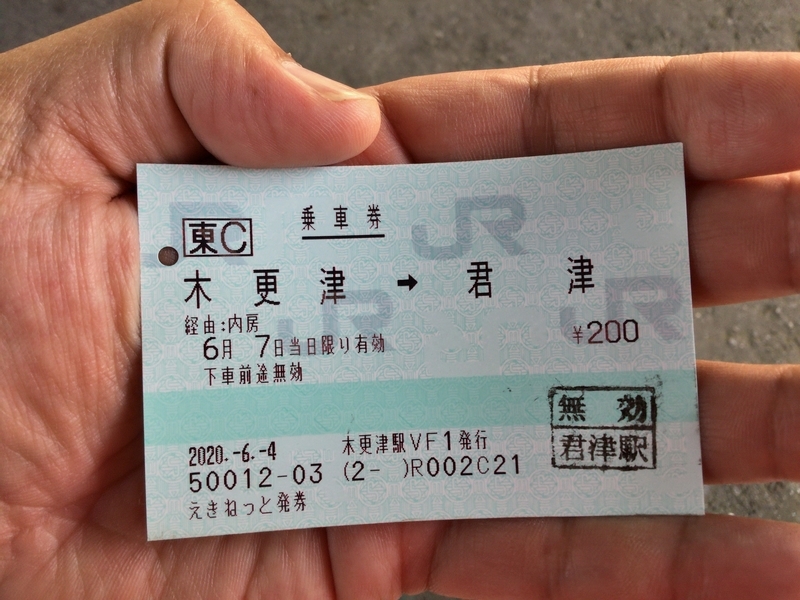 乗車券
東C
木更津 → 君津
経由:内房
¥200
6月 7日当日限り有効
下車前途無効
無効
君津駅
2020.-6.-4 木更津駅VF1発行
50012-03 (2- )R002C21
えきねっと発券
JR
JR
JR
JR